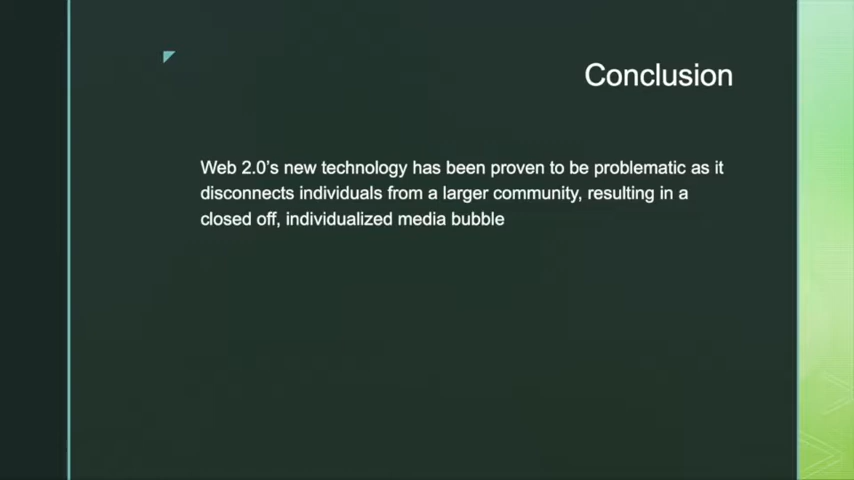 Conclusion
Web 2.0's new technology has been proven to be problematic as it
disconnects individuals from a larger community, resulting in a
closed off, individualized media bubble